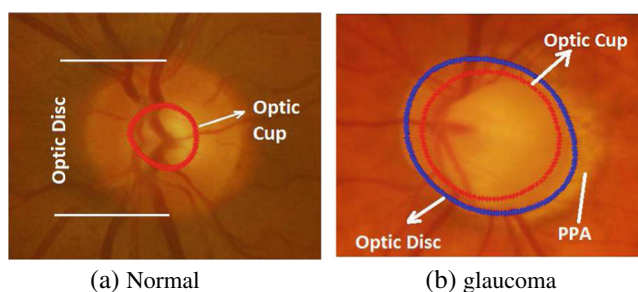 Optic Disc
Optic
Cup
Optic Cup
Optic Disc
PPA
(a) Normal
(b) glaucoma